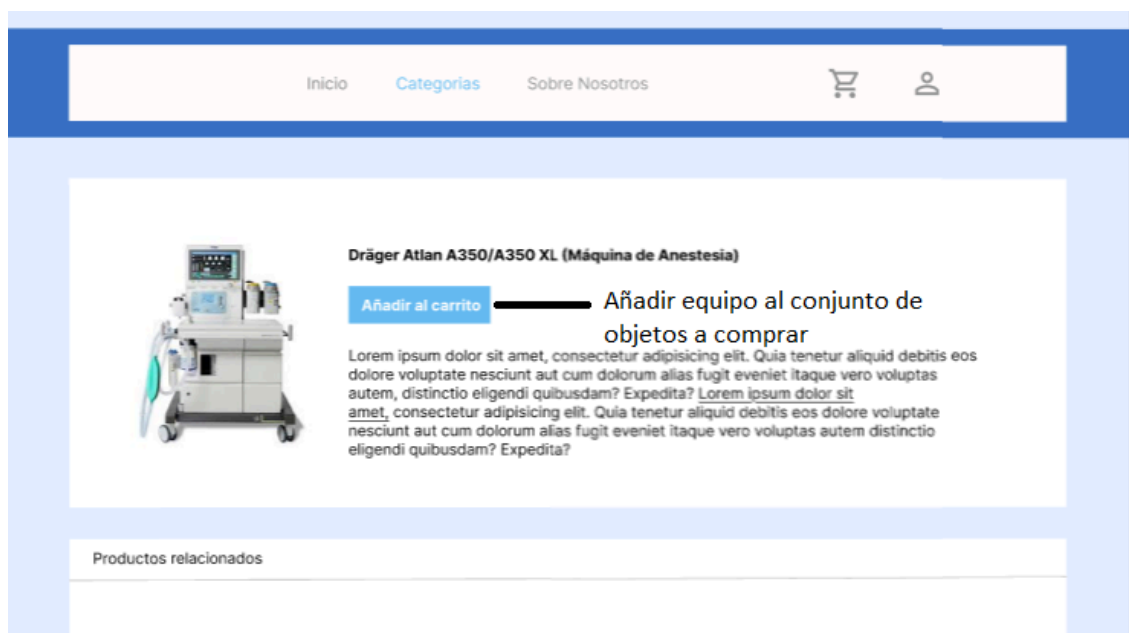 Inicio Categorias Sobre Nosotros
Dräger Atlan A350/A350 XL (Máquina de Anestesia)
Añadir al carrito
Añadir equipo al conjunto de
objetos a comprar
Lorem ipsum dolor sit amet, consectetur adipisicing elit. Quia tenetur aliquid debitis eos
dolore voluptate nesciunt aut cum dolorum alias fugit eveniet itaque vero voluptas
autem, distinctio eligendi quibusdam? Expedita? Lorem ipsum dolor sit
amet, consectetur adipisicing elit. Quia tenetur aliquid debitis eos dolore voluptate
nesciunt aut cum dolorum alias fugit eveniet itaque vero voluptas autem distinctio
eligendi quibusdam? Expedita?
Productos relacionados